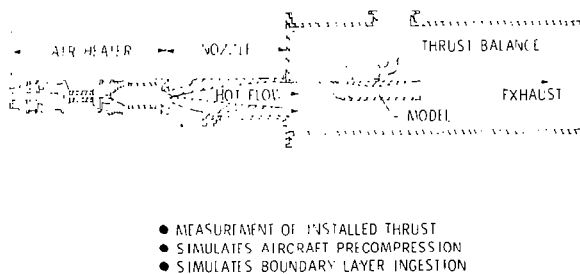 AIR HEATER
NOZZLE
THRUST BALANCE
HOT FLOW
EXHAUST
MODEL
● MEASUREMENT OF INSTALLED THRUST
● SIMULATES AIRCRAFT PRECOMPRESSION
● SIMULATES BOUNDARY LAYER INGESTION